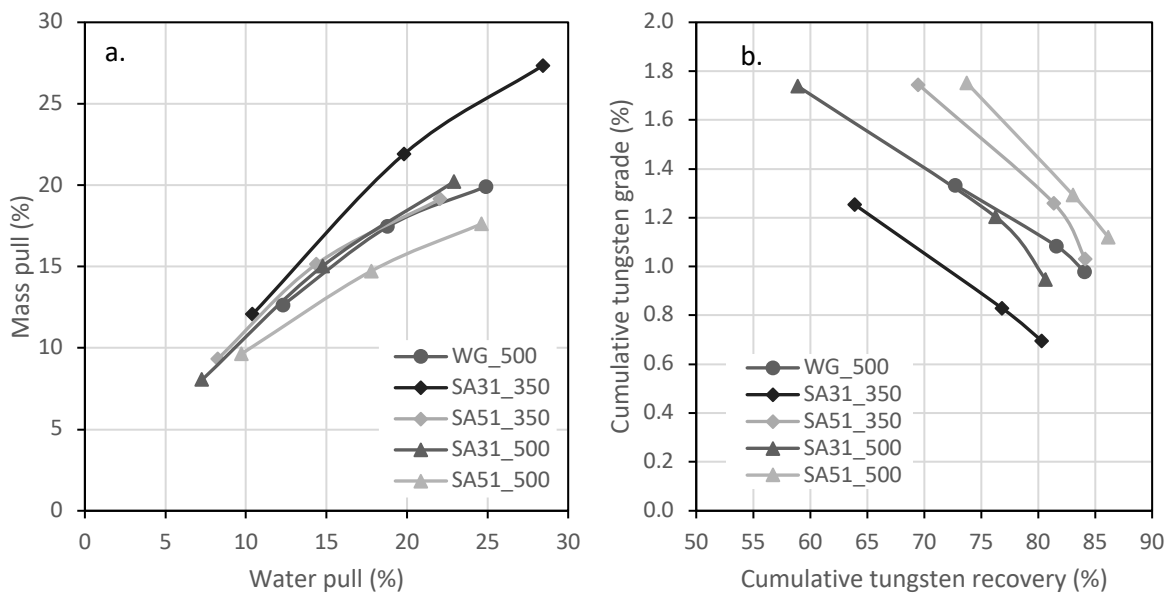 a.
Mass pull (%)
30
25
20
15
10
5
0
WG_500
SA31_350
SA51_350
SA31_500
SA51_500
0 5 10 15 20 25 30
Water pull (%)
b.
Cumulative tungsten grade (%)
2.0
1.8
1.6
1.4
1.2
1.0
0.8
0.6
0.4
0.2
0.0
WG_500
SA31_350
SA51_350
SA31_500
SA51_500
50 55 60 65 70 75 80 85 90
Cumulative tungsten recovery (%)